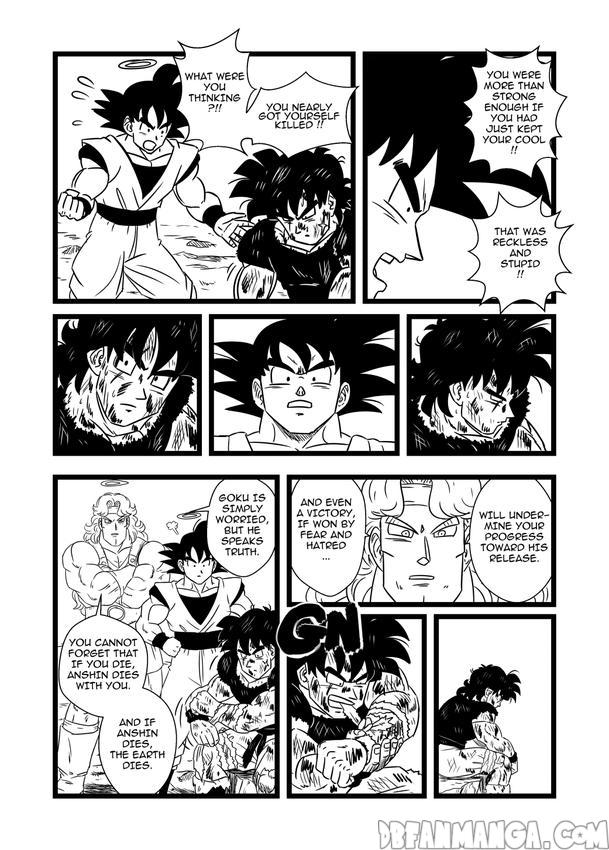 WHAT WERE
YOU
THINKING
?!!
YOU NEARLY
GOT YOURSELF
KILLED !!
YOU WERE
MORE THAN
STRONG
ENOUGH IF
YOU HAD
JUST KEPT
YOUR COOL
!!
THAT WAS
RECKLESS
AND
STUPID
!!
GOKU IS
SIMPLY
WORRIED,
BUT HE
SPEAKS
TRUTH.
YOU CANNOT
FORGET THAT
IF YOU DIE,
ANSHIN DIES
WITH YOU.
AND IF
ANSHIN
DIES,
THE EARTH
DIES.
AND EVEN
A VICTORY,
IF WON BY
FEAR AND
HATRED
...
WILL UNDER-
MINE YOUR
PROGRESS
TOWARD HIS
RELEASE.
GN
DBFANMANGA.COM